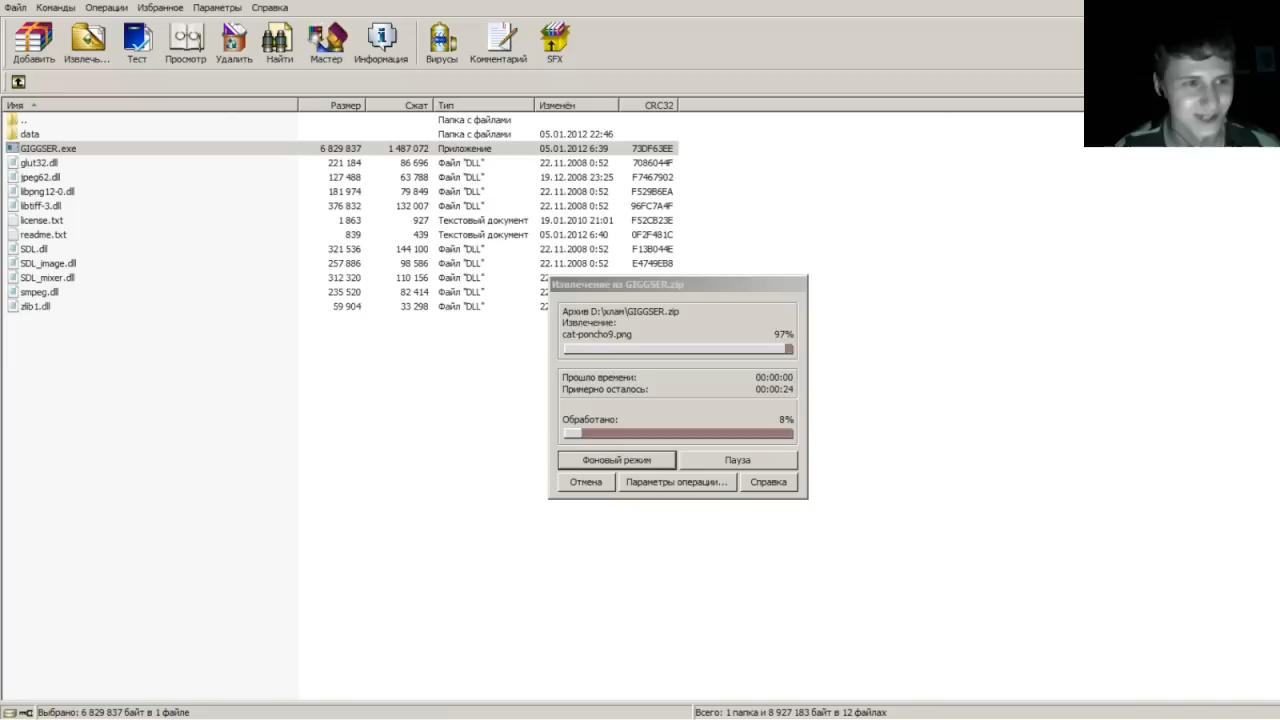 Файл Команды Операции Избранное Параметры Справка
Добавить Извлечь... Тест Просмотр Удалить Найти Мастер Информация Вирусы Комментарий SFX
Имя Размер Сжат Тип Изменён CRC32
.. Папка с файлами
data Папка с файлами 05.01.2012 22:46
GIGGSER.exe 6 829 837 1 487 072 Приложение 05.01.2012 6:39 73DF63EE
glut32.dll 221 184 86 696 Файл "DLL" 22.11.2008 0:52 7086044F
jpeg62.dll 127 488 63 788 Файл "DLL" 19.12.2008 23:25 F7467902
libpng12-0.dll 181 974 79 849 Файл "DLL" 22.11.2008 0:52 F529B6EA
libtiff-3.dll 376 832 132 007 Файл "DLL" 22.11.2008 0:52 96FC7A4F
license.txt 1 863 927 Текстовый документ 19.01.2010 21:01 F52CB23E
readme.txt 839 439 Текстовый документ 05.01.2012 6:40 0F2F481C
SDL.dll 321 536 144 100 Файл "DLL" 22.11.2008 0:52 F13B044E
SDL_image.dll 257 886 98 586 Файл "DLL" 22.11.2008 0:52 E4749EB8
SDL_mixer.dll 312 320 110 156 Файл "DLL" 22
smpeg.dll 235 520 82 414 Файл "DLL" 22
zlib1.dll 59 904 33 298 Файл "DLL" 22
Извлечение из GIGGSER.zip
Архив D:\хлам\GIGGSER.zip
Извлечение:
cat-poncho9.png 97%
Прошло времени: 00:00:00
Примерно осталось: 00:00:24
Обработано: 8%
Фоновый режим Пауза
Отмена Параметры операции... Справка
Выбрано: 6 829 837 байт в 1 файле Всего: 1 папка и 8 927 183 байт в 12 файлах